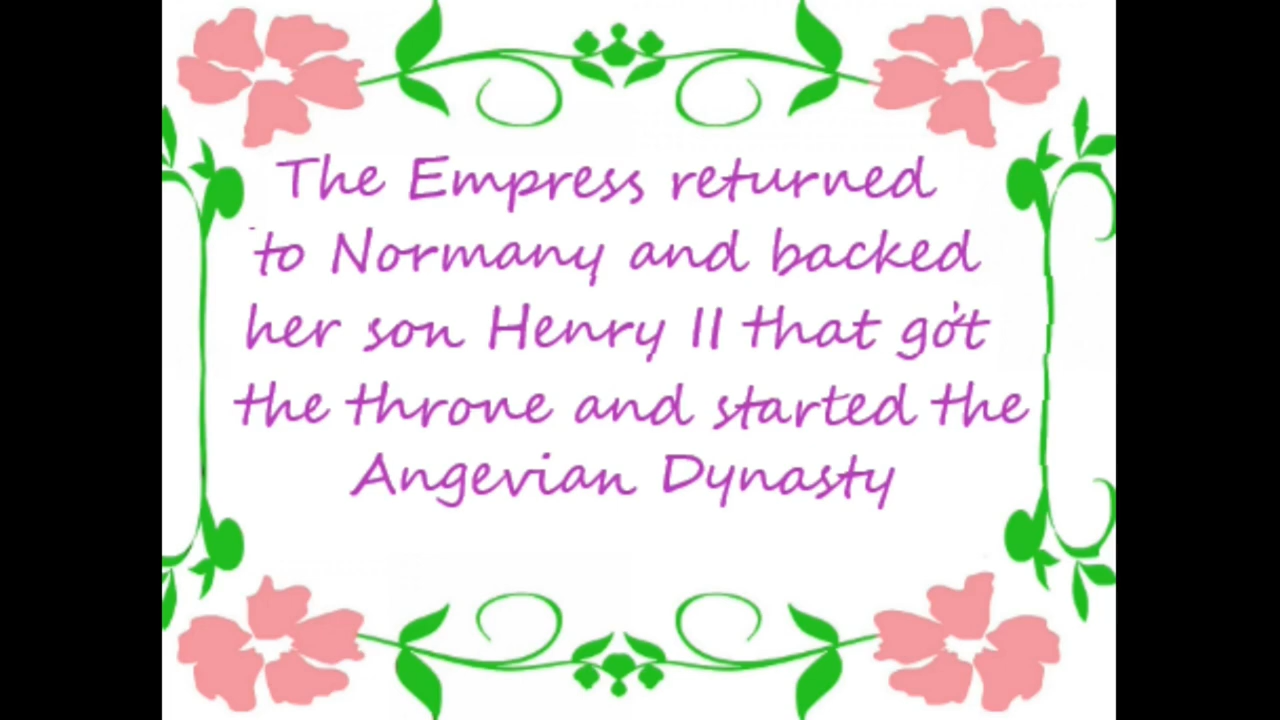 The Empress returned
to Normany and backed
her son Henry II that got
the throne and started the
Angevian Dynasty